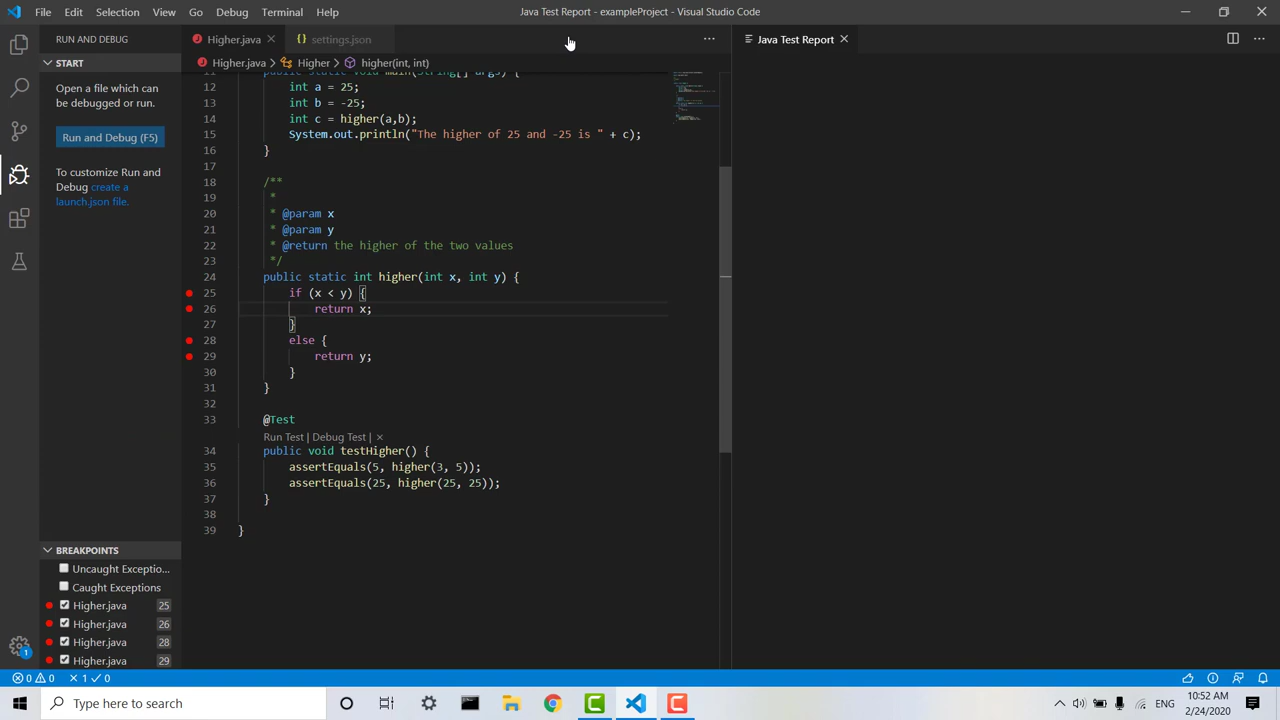 File Edit Selection View Go Debug Terminal Help
Java Test Report - exampleProject - Visual Studio Code
RUN AND DEBUG
Higher.java
settings.json
Java Test Report
START
Higher.java > Higher > higher(int, int)
Open a file which can be debugged or run.
Run and Debug (F5)
To customize Run and
Debug create a
launch.json file.
11 public static void main(String[] args) {
12 int a = 25;
13 int b = -25;
14 int c = higher(a,b);
15 System.out.println("The higher of 25 and -25 is " + c);
16 }
17
18 /**
19 *
20 * @param x
21 * @param y
22 * @return the higher of the two values
23 */
24 public static int higher(int x, int y) {
25 if (x < y) {
26 return x;
27 }
28 else {
29 return y;
30 }
31 }
32
33 @Test
Run Test | Debug Test | ×
34 public void testHigher() {
35 assertEquals(5, higher(3, 5));
36 assertEquals(25, higher(25, 25));
37 }
38
39 }
BREAKPOINTS
Uncaught Exceptio...
Caught Exceptions
Higher.java 25
Higher.java 26
Higher.java 28
Higher.java 29
1
0 0 × 1 ✓ 0
Type here to search
ENG
10:52 AM
2/24/2020